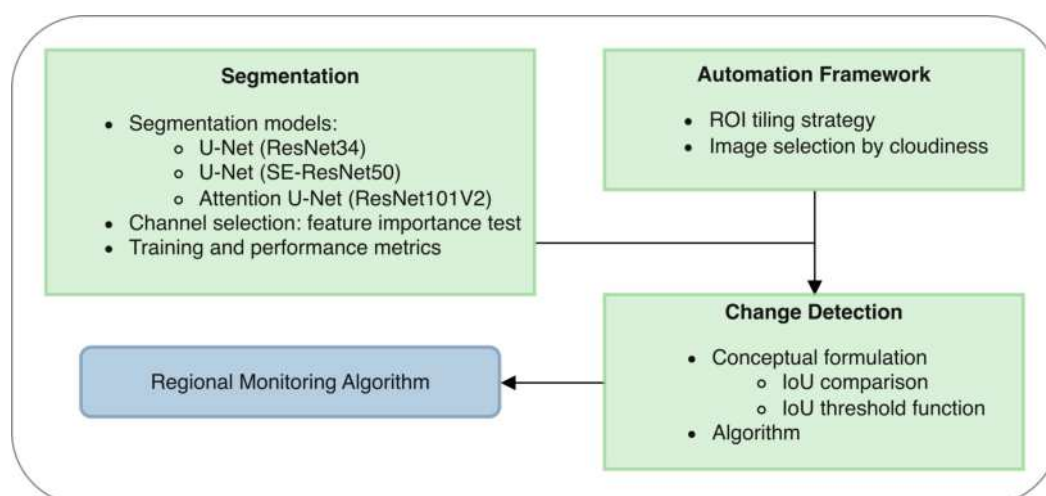 Segmentation
• Segmentation models:
○ U-Net (ResNet34)
○ U-Net (SE-ResNet50)
○ Attention U-Net (ResNet101V2)
• Channel selection: feature importance test
• Training and performance metrics
Automation Framework
• ROI tiling strategy
• Image selection by cloudiness
Change Detection
• Conceptual formulation
○ IoU comparison
○ IoU threshold function
• Algorithm
Regional Monitoring Algorithm